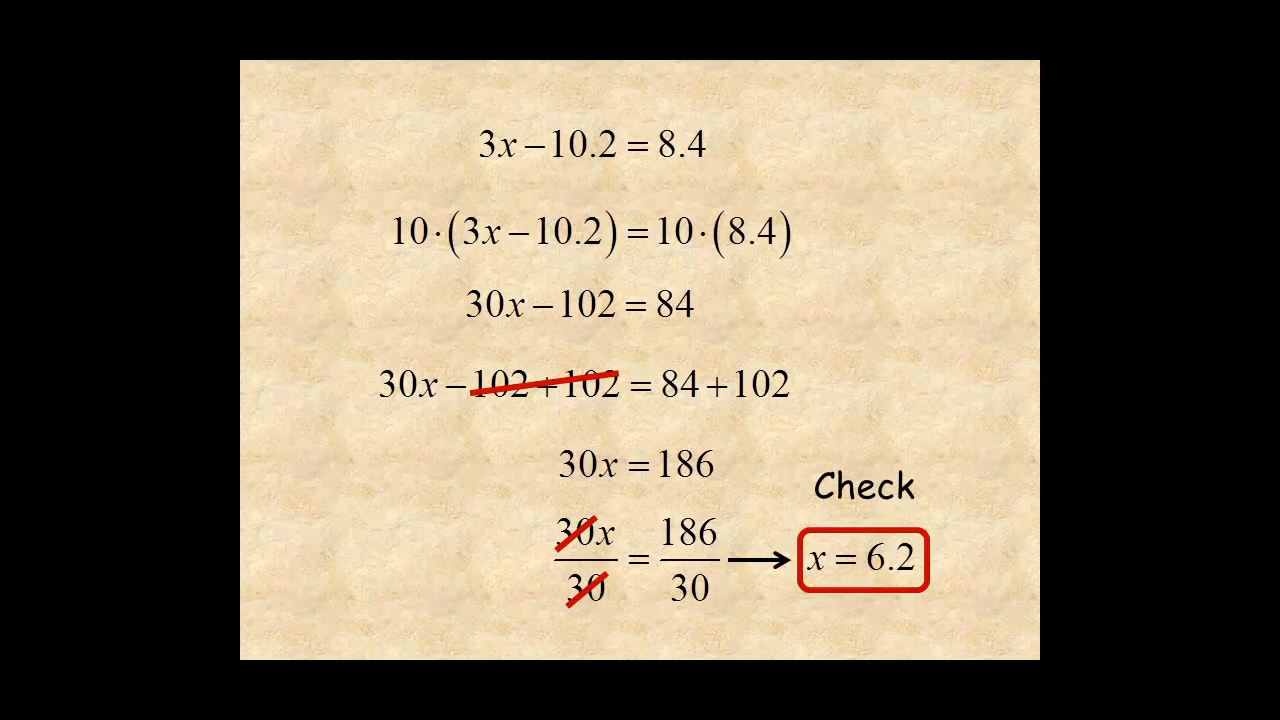 3x − 10.2 = 8.4
10·(3x − 10.2) = 10·(8.4)
30x − 102 = 84
30x − 102 + 102 = 84 + 102
30x = 186
Check
30x/30 = 186/30 → x = 6.2